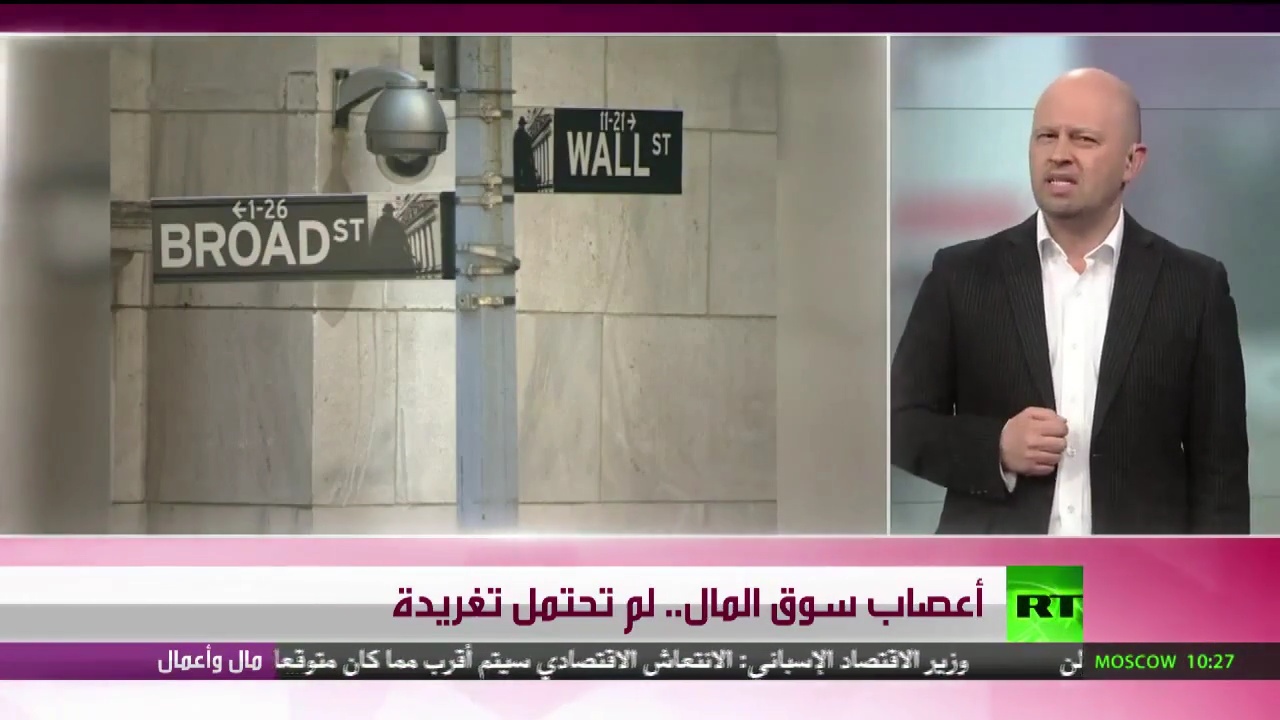 11-21→
WALL ST
←1-26
BROAD ST
أعصاب سوق المال.. لم تحتمل تغريدة
RT
مال وأعمال
وزير الاقتصاد الإسباني: الانتعاش الاقتصادي سيتم أقرب مما كان متوقعا
MOSCOW 10:27